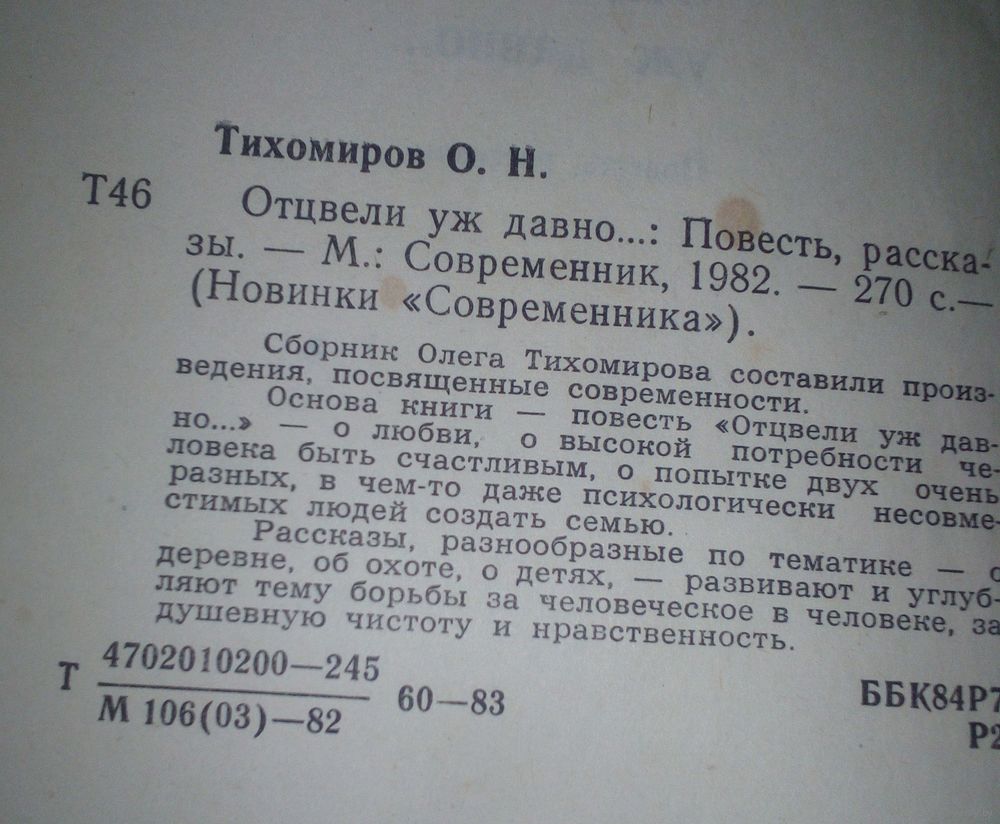 Тихомиров О. Н.
Т46 Отцвели уж давно...: Повесть, расска-
зы. — М.: Современник, 1982. — 270 с.—
(Новинки «Современника»).
Сборник Олега Тихомирова составили произ-
ведения, посвященные современности.
Основа книги — повесть «Отцвели уж дав-
но...» — о любви, о высокой потребности че-
ловека быть счастливым, о попытке двух очень
разных, в чем-то даже психологически несовме-
стимых людей создать семью.
Рассказы, разнообразные по тематике — о
деревне, об охоте, о детях, — развивают и углуб-
ляют тему борьбы за человеческое в человеке, за
душевную чистоту и нравственность.
Т 4702010200—245
М 106(03)—82
60—83
ББК84Р7
Р2